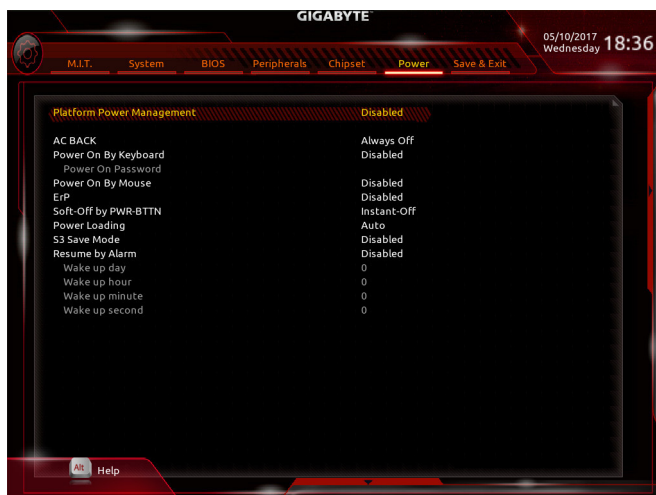 GIGABYTE™
05/10/2017
Wednesday 18:36
M.I.T. System BIOS Peripherals Chipset Power Save & Exit
Platform Power Management Disabled
AC BACK Always Off
Power On By Keyboard Disabled
Power On Password
Power On By Mouse Disabled
ErP Disabled
Soft-Off by PWR-BTTN Instant-Off
Power Loading Auto
S3 Save Mode Disabled
Resume by Alarm Disabled
Wake up day 0
Wake up hour 0
Wake up minute 0
Wake up second 0
Alt Help